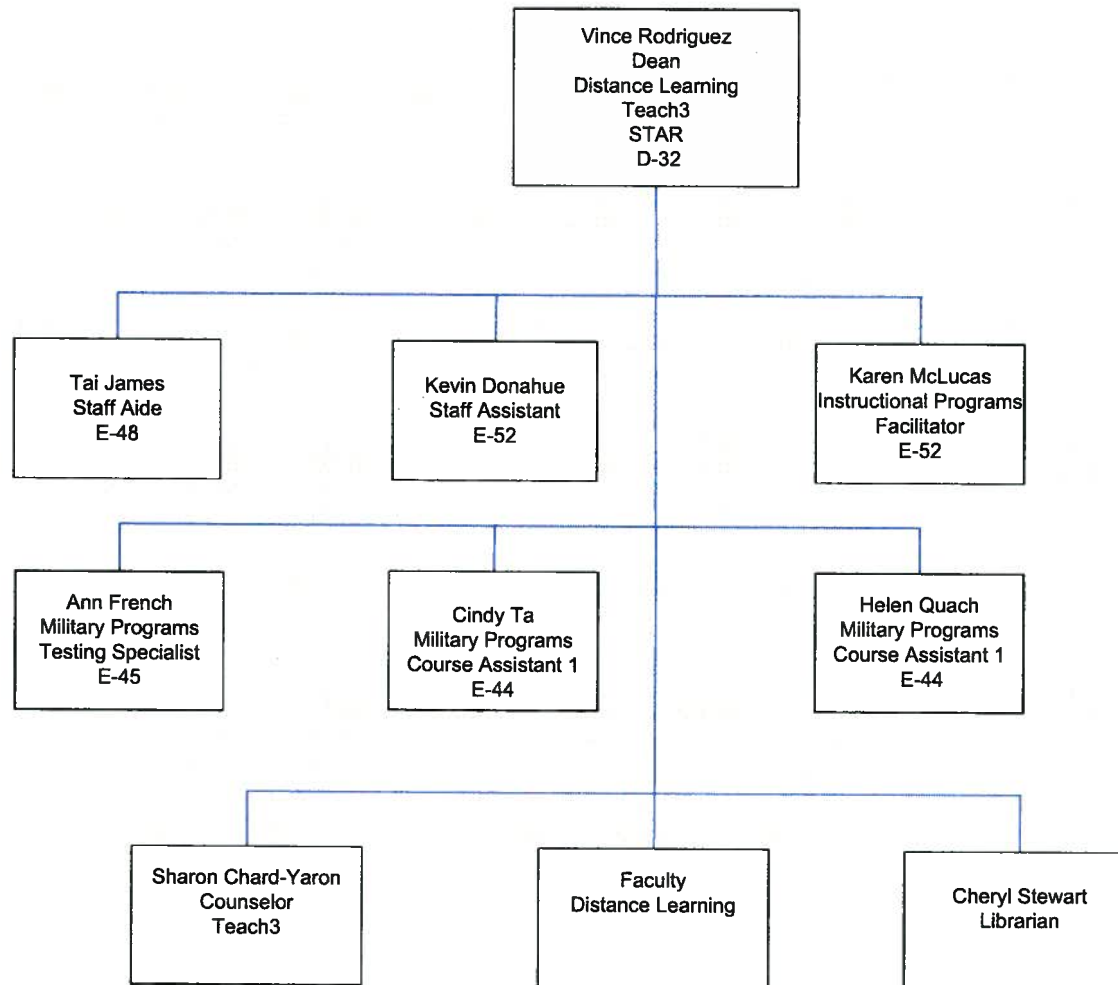 Vince Rodriguez
Dean
Distance Learning
Teach3
STAR
D-32
Tai James
Staff Aide
E-48
Kevin Donahue
Staff Assistant
E-52
Karen McLucas
Instructional Programs
Facilitator
E-52
Ann French
Military Programs
Testing Specialist
E-45
Cindy Ta
Military Programs
Course Assistant 1
E-44
Helen Quach
Military Programs
Course Assistant 1
E-44
Sharon Chard-Yaron
Counselor
Teach3
Faculty
Distance Learning
Cheryl Stewart
Librarian